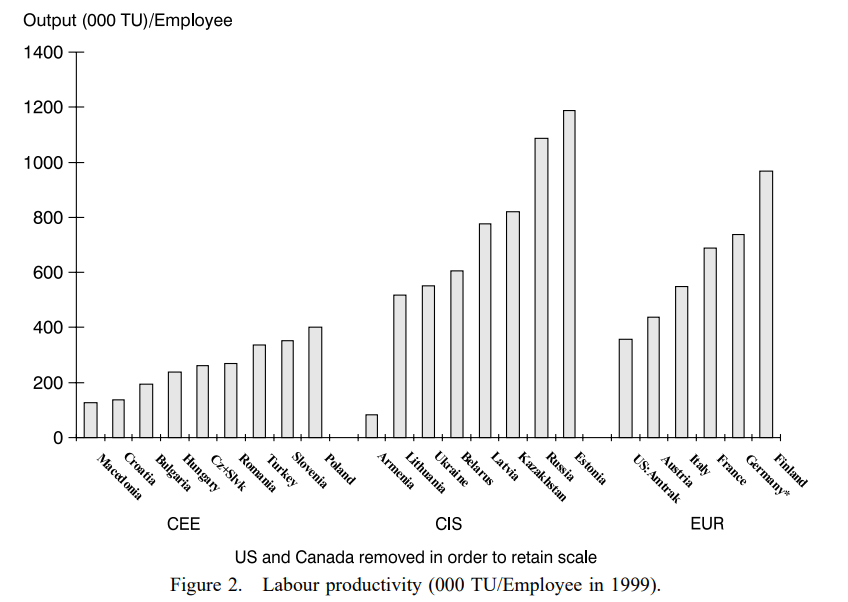 Output (000 TU)/Employee
1400
1200
1000
800
600
400
200
0
Macedonia
Croatia
Bulgaria
Hungary
Cz+Slvk
Romania
Turkey
Slovenia
Poland
Armenia
Lithuania
Ukraine
Belarus
Latvia
Kazakhstan
Russia
Estonia
US:Amtrak
Austria
Italy
France
Germany*
Finland
CEE
CIS
EUR
US and Canada removed in order to retain scale
Figure 2. Labour productivity (000 TU/Employee in 1999).